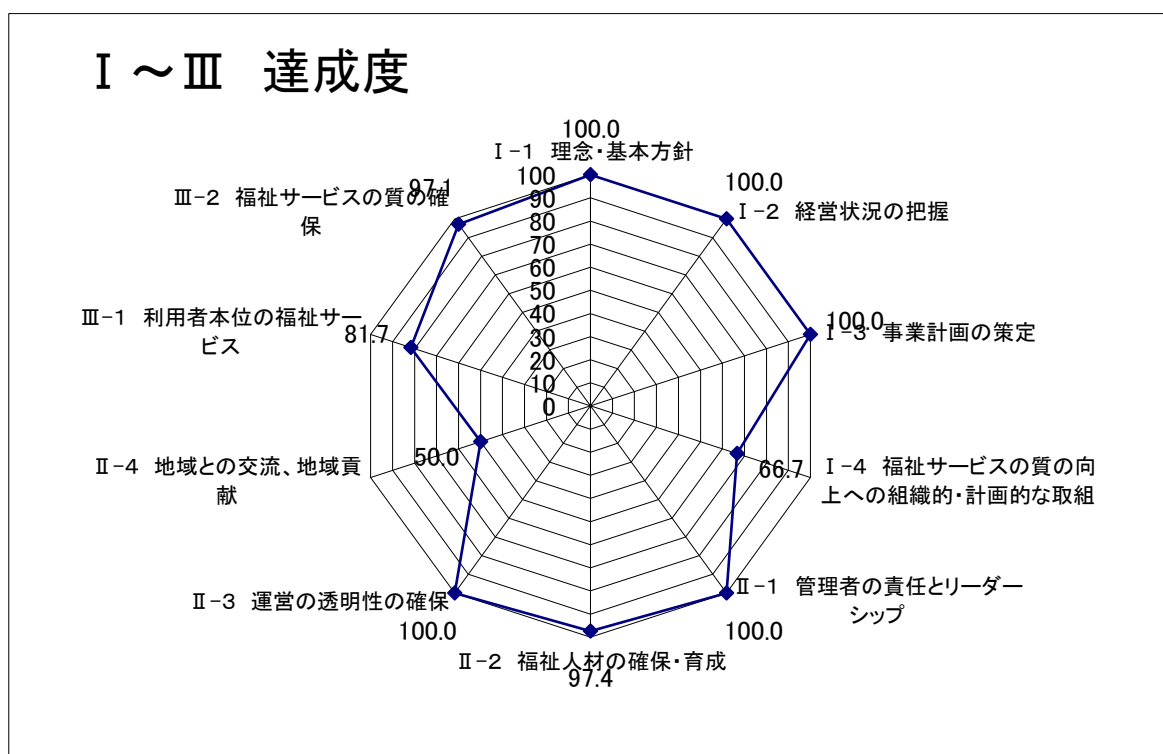 Ⅰ～Ⅲ 達成度
100.0
Ⅰ-1 理念・基本方針
100.0
Ⅰ-2 経営状況の把握
100.0
Ⅰ-3 事業計画の策定
66.7
Ⅰ-4 福祉サービスの質の向
上への組織的・計画的な取組
Ⅱ-1 管理者の責任とリーダー
シップ
100.0
Ⅱ-2 福祉人材の確保・育成
97.4
Ⅱ-3 運営の透明性の確保
100.0
Ⅱ-4 地域との交流、地域貢
献
50.0
Ⅲ-1 利用者本位の福祉サー
ビス
81.7
Ⅲ-2 福祉サービスの質の確
保
97.1
100
90
80
70
60
50
40
30
20
10
0